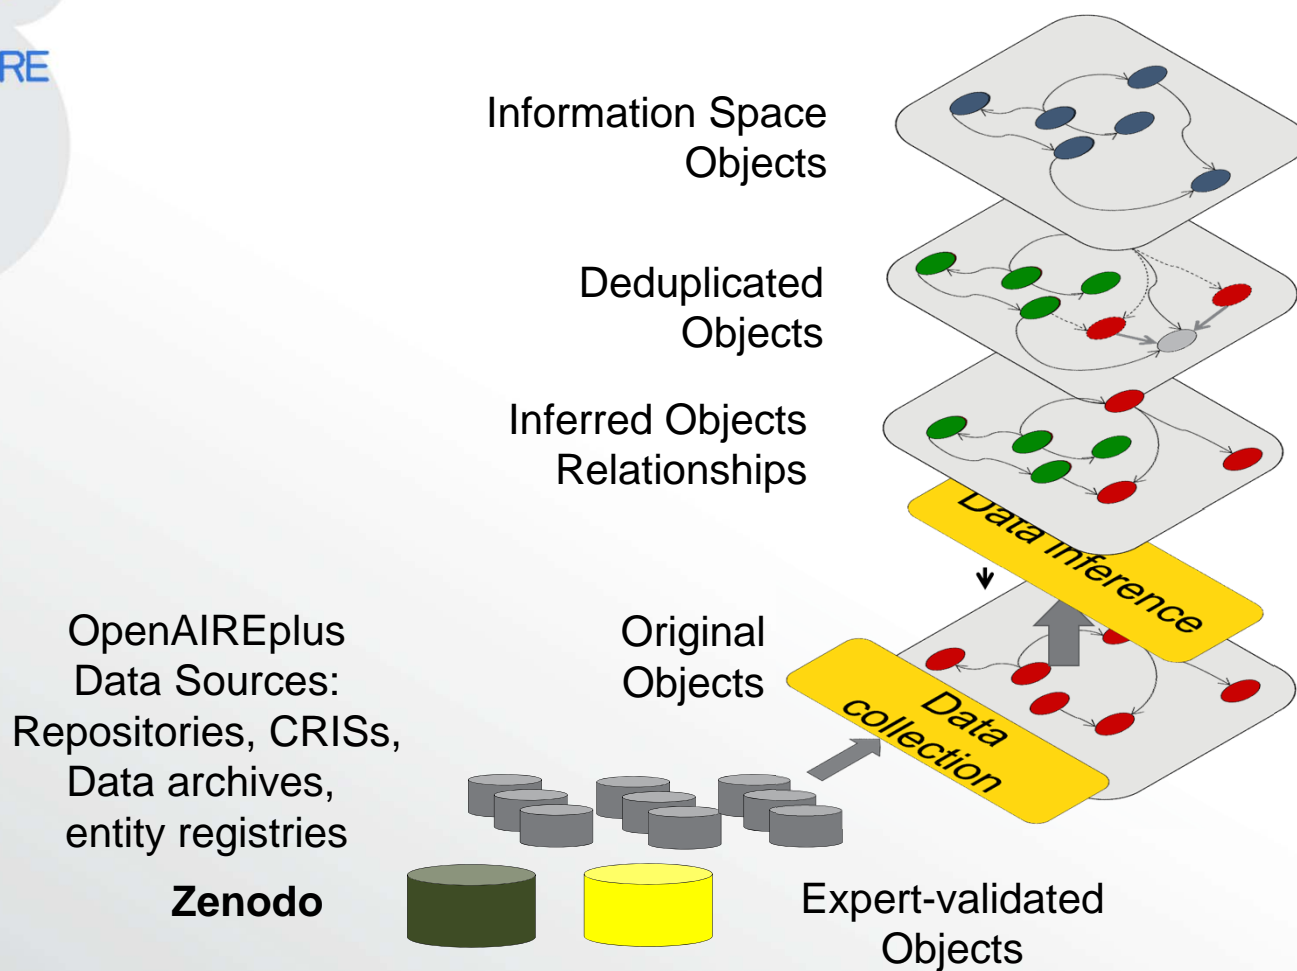 RE
Information Space
Objects
Deduplicated
Objects
Inferred Objects
Relationships
Data inference
OpenAIREplus
Data Sources:
Repositories, CRISs,
Data archives,
entity registries
Original
Objects
Data
collection
Zenodo
Expert-validated
Objects